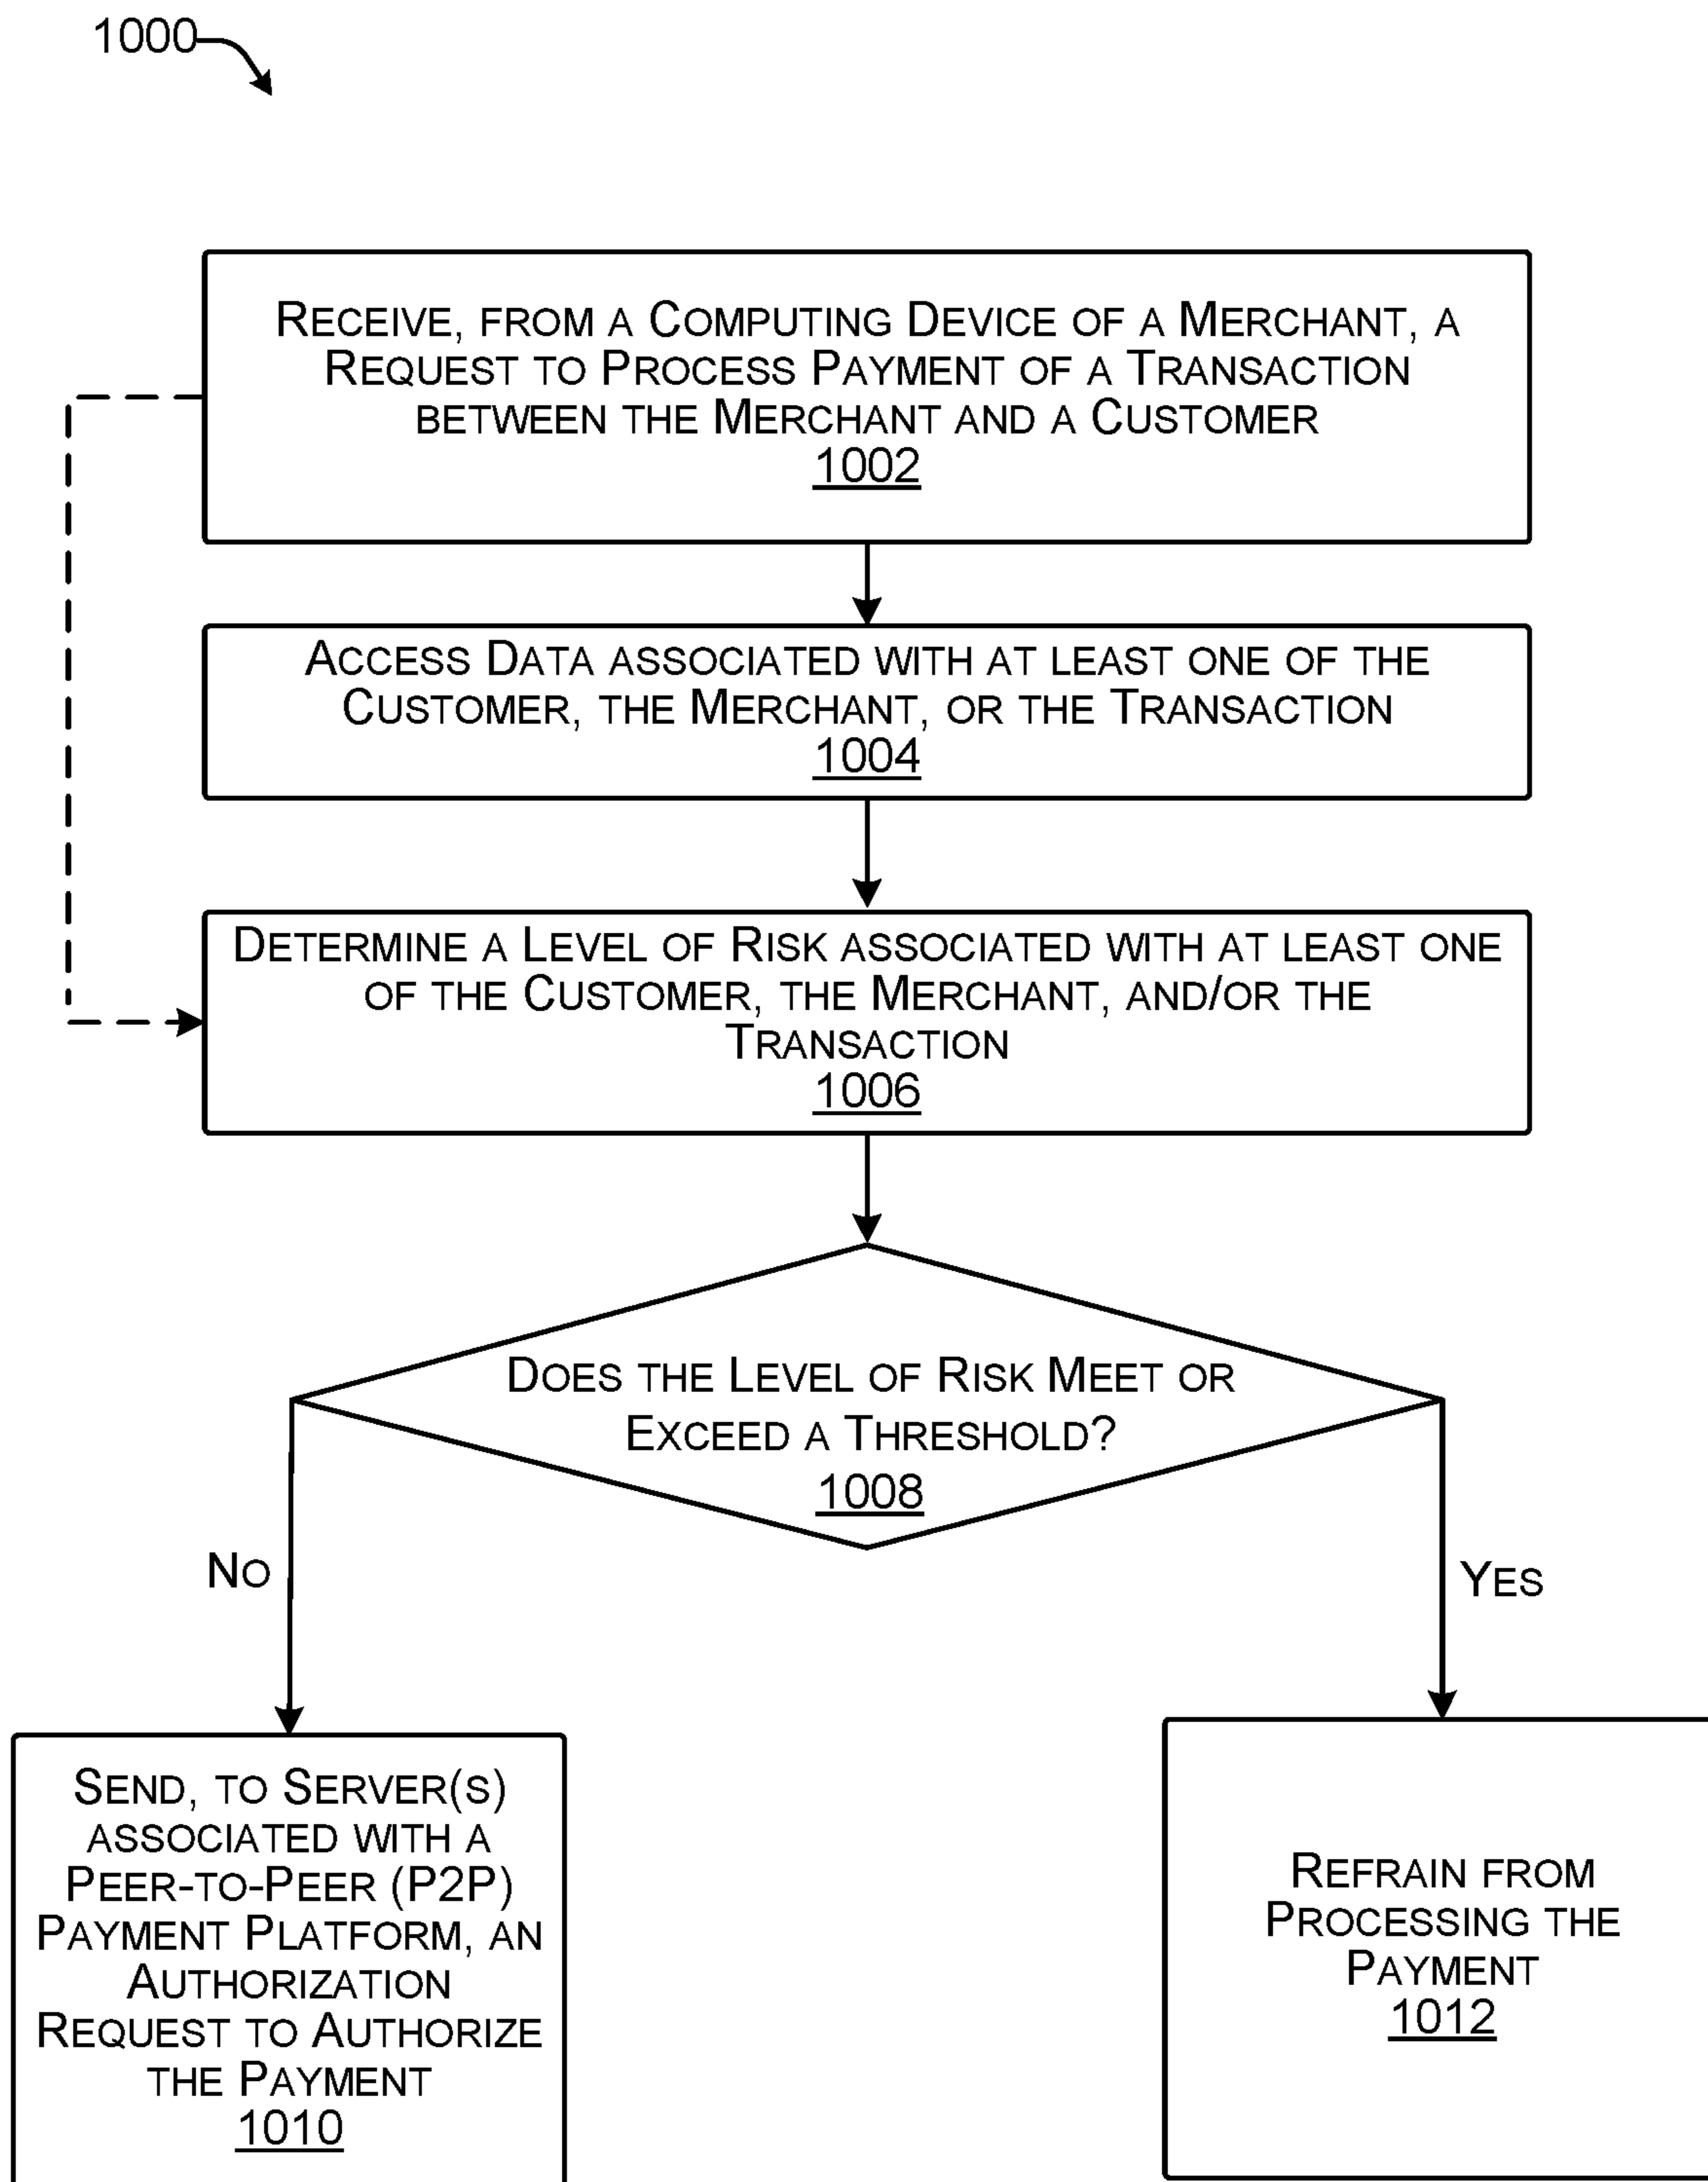 1000
RECEIVE, FROM A COMPUTING DEVICE OF A MERCHANT, A
REQUEST TO PROCESS PAYMENT OF A TRANSACTION
BETWEEN THE MERCHANT AND A CUSTOMER
1002
ACCESS DATA ASSOCIATED WITH AT LEAST ONE OF THE
CUSTOMER, THE MERCHANT, OR THE TRANSACTION
1004
DETERMINE A LEVEL OF RISK ASSOCIATED WITH AT LEAST ONE
OF THE CUSTOMER, THE MERCHANT, AND/OR THE
TRANSACTION
1006
DOES THE LEVEL OF RISK MEET OR
EXCEED A THRESHOLD?
1008
NO
YES
SEND, TO SERVER(S)
ASSOCIATED WITH A
PEER-TO-PEER (P2P)
PAYMENT PLATFORM, AN
AUTHORIZATION
REQUEST TO AUTHORIZE
THE PAYMENT
1010
REFRAIN FROM
PROCESSING THE
PAYMENT
1012